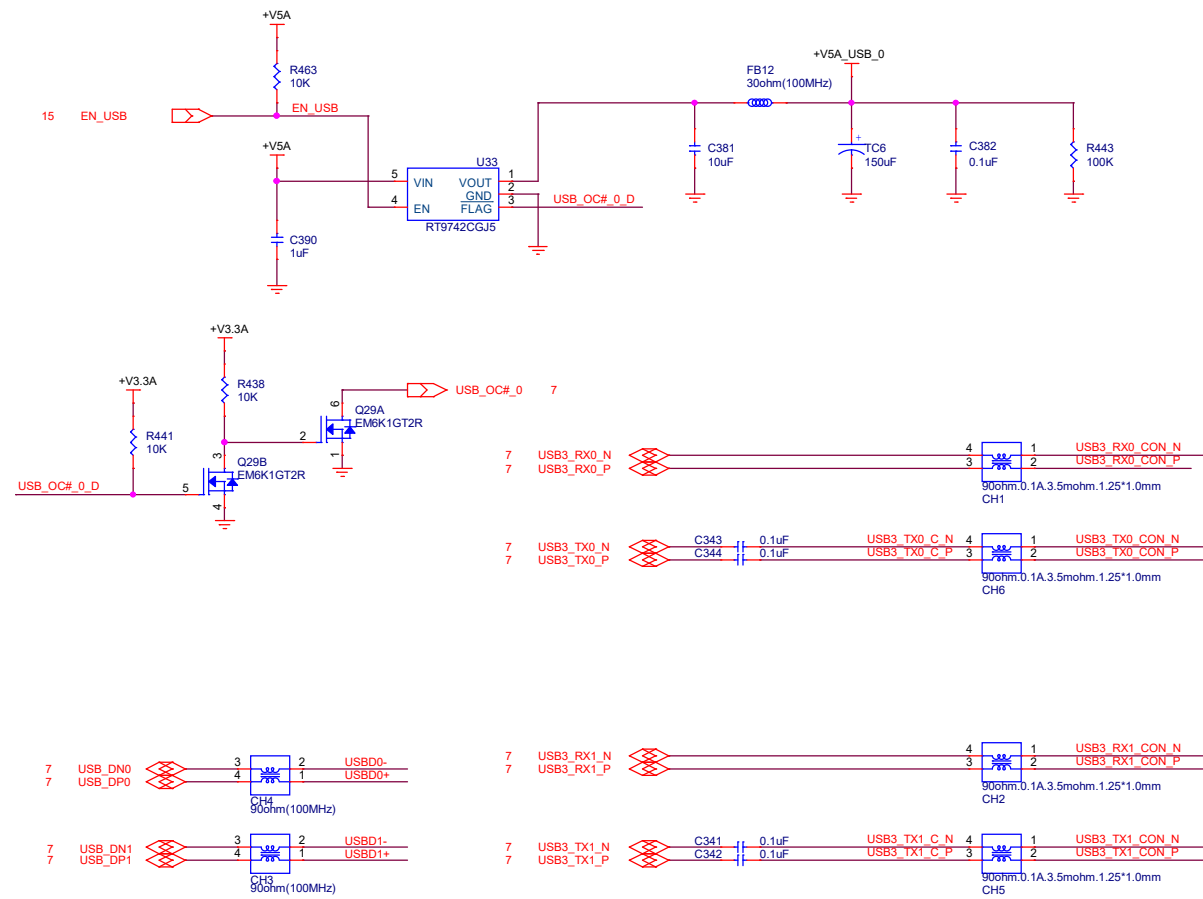 +V5A
R463
10K
15 EN_USB
EN_USB
+V5A
C390
1uF
U33
5 VIN VOUT 1
GND 2
4 EN FLAG 3
RT9742CGJ5
USB_OC#_0_D
C381
10uF
FB12
30ohm(100MHz)
+V5A_USB_0
+
TC6
150uF
C382
0.1uF
R443
100K
+V3.3A
R438
10K
+V3.3A
R441
10K
USB_OC#_0_D
5
3
Q29B
EM6K1GT2R
4
2
6
Q29A
EM6K1GT2R
1
USB_OC#_0 7
7 USB3_RX0_N 4 1 USB3_RX0_CON_N
7 USB3_RX0_P 3 2 USB3_RX0_CON_P
90ohm.0.1A.3.5mohm.1.25*1.0mm
CH1
7 USB3_TX0_N C343 0.1uF USB3_TX0_C_N 4 1 USB3_TX0_CON_N
7 USB3_TX0_P C344 0.1uF USB3_TX0_C_P 3 2 USB3_TX0_CON_P
90ohm.0.1A.3.5mohm.1.25*1.0mm
CH6
7 USB_DN0 3 2 USBD0-
7 USB_DP0 4 1 USBD0+
CH4
90ohm(100MHz)
7 USB_DN1 3 2 USBD1-
7 USB_DP1 4 1 USBD1+
CH3
90ohm(100MHz)
7 USB3_RX1_N 4 1 USB3_RX1_CON_N
7 USB3_RX1_P 3 2 USB3_RX1_CON_P
90ohm.0.1A.3.5mohm.1.25*1.0mm
CH2
7 USB3_TX1_N C341 0.1uF USB3_TX1_C_N 4 1 USB3_TX1_CON_N
7 USB3_TX1_P C342 0.1uF USB3_TX1_C_P 3 2 USB3_TX1_CON_P
90ohm.0.1A.3.5mohm.1.25*1.0mm
CH5